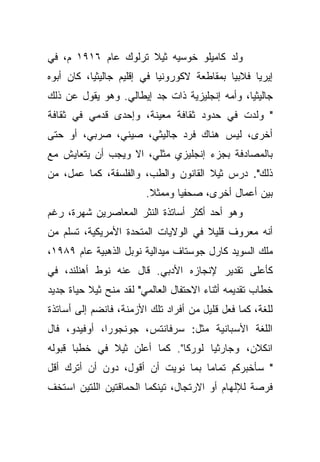 ولد كاميلو خوسيه ثيلا ترلوك عام ١٩١٦ م، في
إيريا فلابيا بمقاطعة لاكورونيا في إقليم جاليثيا، كان أبوه
جاليثيا، وأمه إنجليزية ذات جد إيطالي. وهو يقول عن ذلك
" ولدت في حدود ثقافة معينة، وإحدى قدمي في ثقافة
أخرى، ليس هناك فرد جاليثي، صيني، صربي، أو حتى
بالمصادفة بجزء إنجليزي مثلي، الا ويجب أن يتعايش مع
ذلك". درس ثيلا القانون والطب، والفلسفة، كما عمل، من
بين أعمال أخرى، صحفيا وممثلا.
وهو أحد أكثر أساتذة النثر المعاصرين شهرة، رغم
أنه معروف قليلا في الولايات المتحدة الأمريكية، تسلم من
ملك السويد كارل جوستاف ميدالية نوبل الذهبية عام ١٩٨٩،
كأعلى تقدير لإنجازه الأدبي. قال عنه نوط أهنلند، في
خطاب تقديمه أثناء الاحتفال العالمي" لقد منح ثيلا حياة جديد
للغة، كما فعل قليل من أفراد تلك الأزمنة، فانضم إلى أساتذة
اللغة الأسبانية مثل: سرفانتس، جونجورا، أوفيدو، فال
انكلان، وجارثيا لوركا". كما أعلن ثيلا في خطبا قبوله
" سأخبركم تماما بما نويت أن أقول، دون أن أترك أقل
فرصة للإلهام أو الارتجال، تينكما الحماقتين اللتين استخف